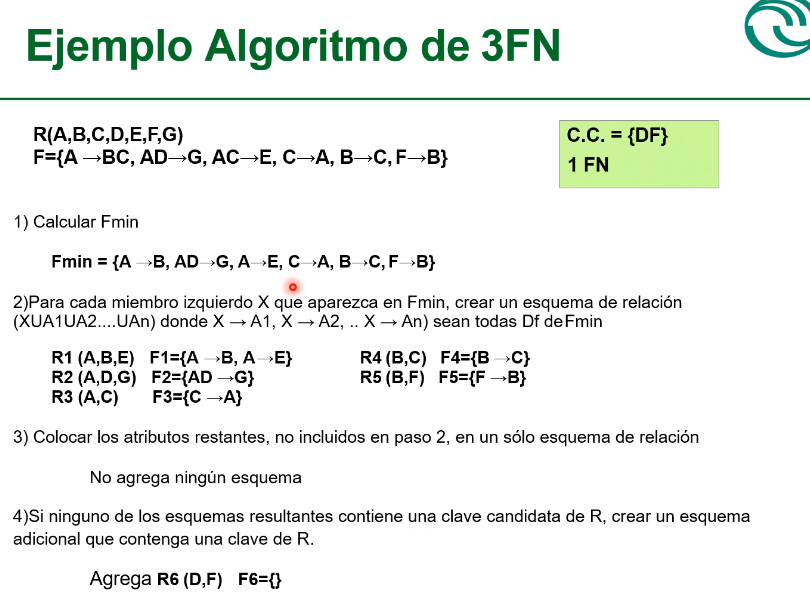 Ejemplo Algoritmo de 3FN
R(A,B,C,D,E,F,G)
F={A →BC, AD→G, AC→E, C→A, B→C, F→B}
C.C. = {DF}
1 FN
1) Calcular Fmin
Fmin = {A →B, AD→G, A→E, C→A, B→C, F→B}
2)Para cada miembro izquierdo X que aparezca en Fmin, crear un esquema de relación
(XUA1UA2....UAn) donde X → A1, X → A2, .. X → An) sean todas Df de Fmin
R1 (A,B,E) F1={A →B, A→E}
R2 (A,D,G) F2={AD →G}
R3 (A,C) F3={C →A}
R4 (B,C) F4={B →C}
R5 (B,F) F5={F →B}
3) Colocar los atributos restantes, no incluidos en paso 2, en un sólo esquema de relación
No agrega ningún esquema
4)Si ninguno de los esquemas resultantes contiene una clave candidata de R, crear un esquema
adicional que contenga una clave de R.
Agrega R6 (D,F) F6={}